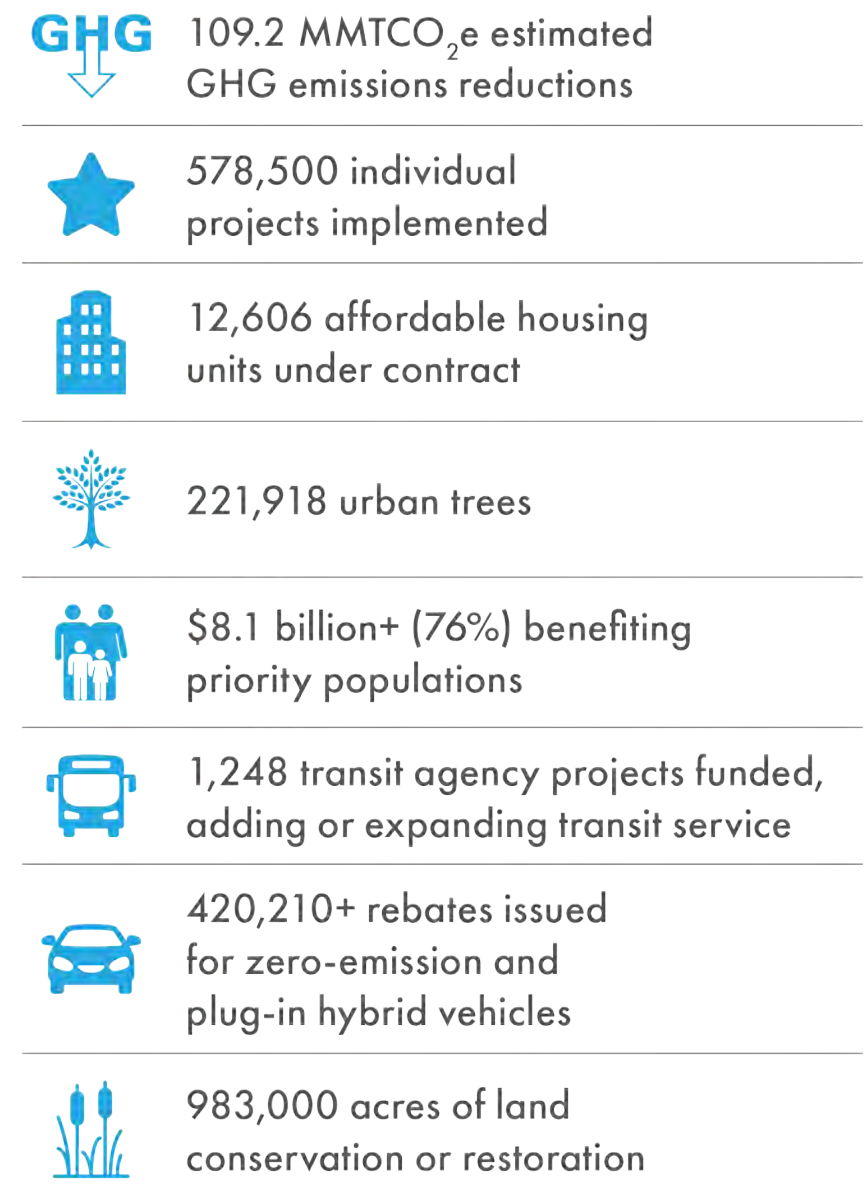 GHG
109.2 MMTCO₂e estimated
GHG emissions reductions
578,500 individual
projects implemented
12,606 affordable housing
units under contract
221,918 urban trees
$8.1 billion+ (76%) benefiting
priority populations
1,248 transit agency projects funded,
adding or expanding transit service
420,210+ rebates issued
for zero-emission and
plug-in hybrid vehicles
983,000 acres of land
conservation or restoration